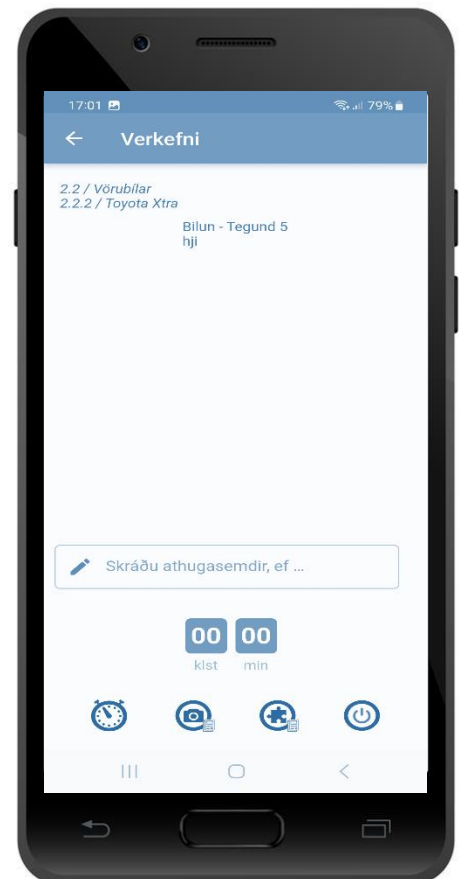 17:01 79%
Verkefni
2.2 / Vörubílar
2.2.2 / Toyota Xtra
Bilun - Tegund 5
hji
Skráðu athugasemdir, ef ...
00 00
klst min